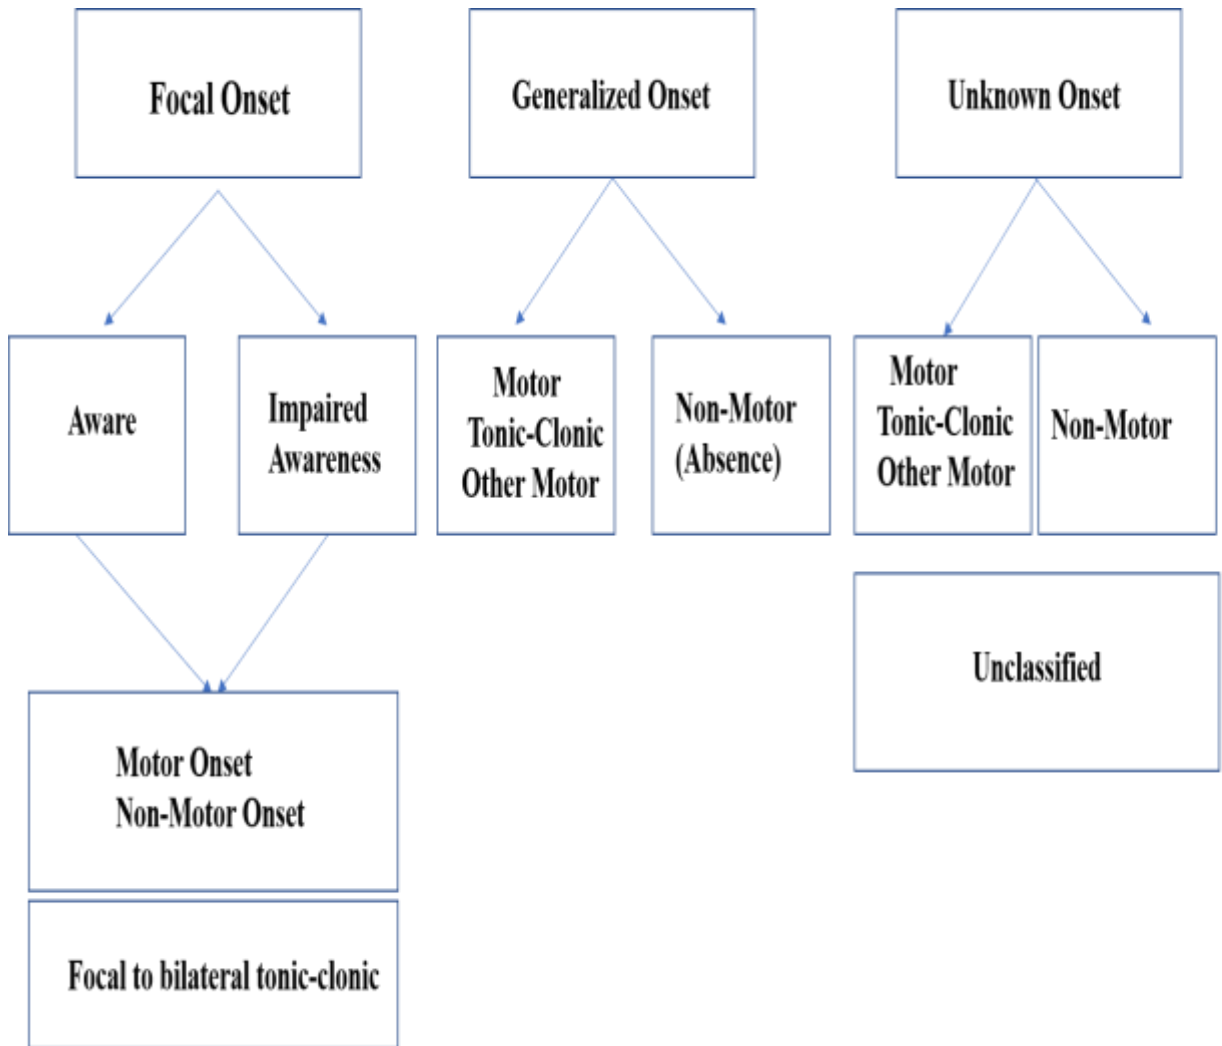 Focal Onset
Generalized Onset
Unknown Onset
Aware
Impaired
Awareness
Motor
Tonic-Clonic
Other Motor
Non-Motor
(Absence)
Motor
Tonic-Clonic
Other Motor
Non-Motor
Unclassified
Motor Onset
Non-Motor Onset
Focal to bilateral tonic-clonic